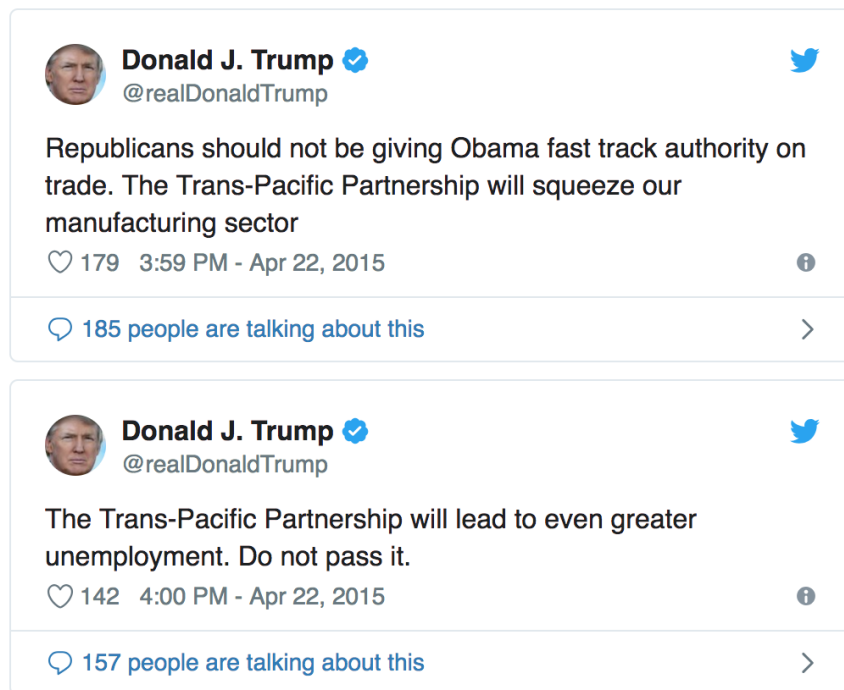 Donald J. Trump
@realDonaldTrump
Republicans should not be giving Obama fast track authority on
trade. The Trans-Pacific Partnership will squeeze our
manufacturing sector
179 3:59 PM - Apr 22, 2015
185 people are talking about this
Donald J. Trump
@realDonaldTrump
The Trans-Pacific Partnership will lead to even greater
unemployment. Do not pass it.
142 4:00 PM - Apr 22, 2015
157 people are talking about this